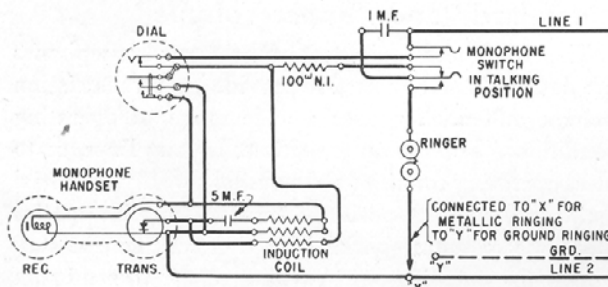 DIAL
1 M.F.
LINE 1
MONOPHONE
SWITCH
IN TALKING
POSITION
100ω N.I.
RINGER
MONOPHONE
HANDSET
5 M.F.
CONNECTED TO "X" FOR
METALLIC RINGING
TO "Y" FOR GROUND RINGING
GRD.
"Y"
LINE 2
INDUCTION
COIL
REC.
TRANS.
"X"